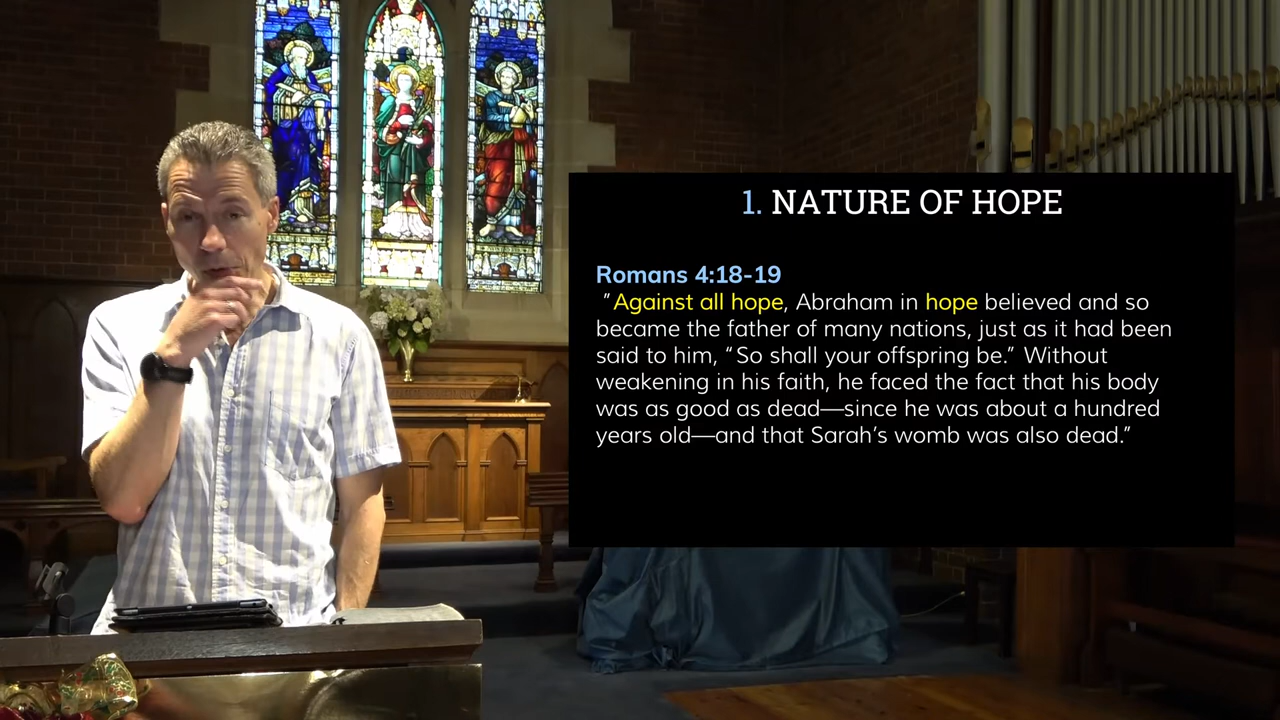 1. NATURE OF HOPE
Romans 4:18-19
"Against all hope, Abraham in hope believed and so
became the father of many nations, just as it had been
said to him, “So shall your offspring be.” Without
weakening in his faith, he faced the fact that his body
was as good as dead—since he was about a hundred
years old—and that Sarah’s womb was also dead.”